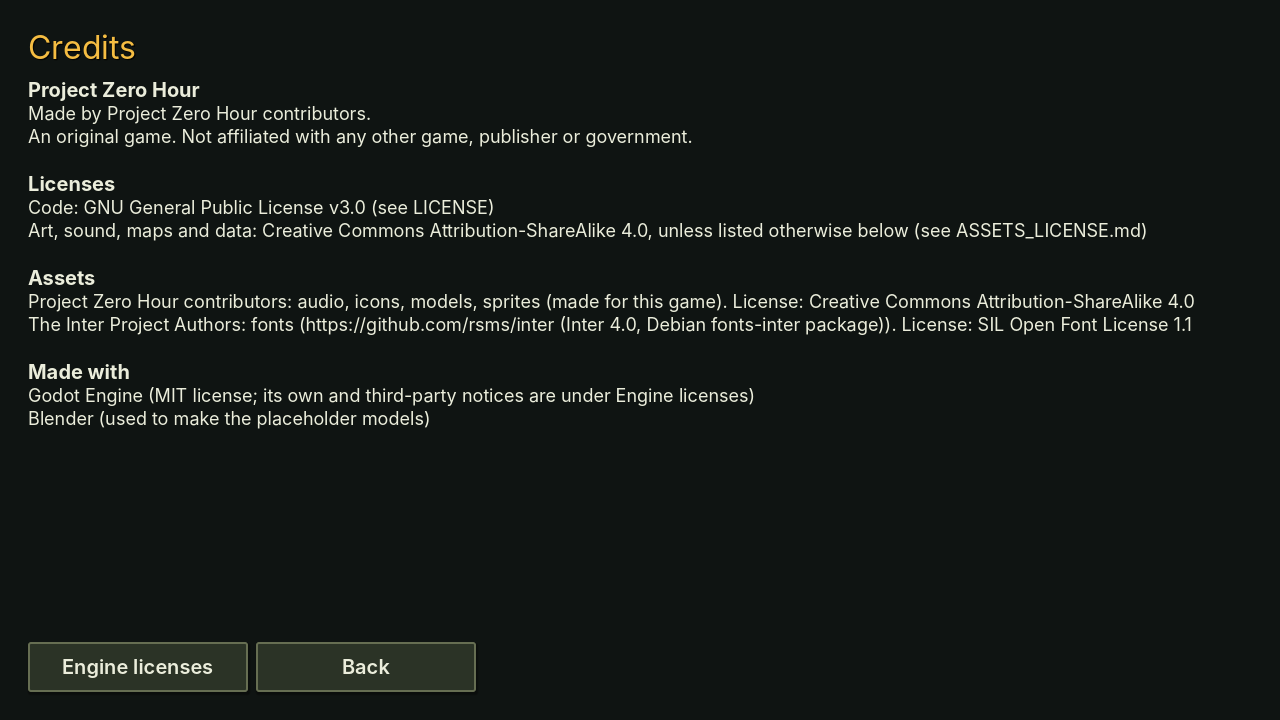 Credits
Project Zero Hour
Made by Project Zero Hour contributors.
An original game. Not affiliated with any other game, publisher or government.
Licenses
Code: GNU General Public License v3.0 (see LICENSE)
Art, sound, maps and data: Creative Commons Attribution-ShareAlike 4.0, unless listed otherwise below (see ASSETS_LICENSE.md)
Assets
Project Zero Hour contributors: audio, icons, models, sprites (made for this game). License: Creative Commons Attribution-ShareAlike 4.0
The Inter Project Authors: fonts (https://github.com/rsms/inter (Inter 4.0, Debian fonts-inter package)). License: SIL Open Font License 1.1
Made with
Godot Engine (MIT license; its own and third-party notices are under Engine licenses)
Blender (used to make the placeholder models)
Engine licenses
Back